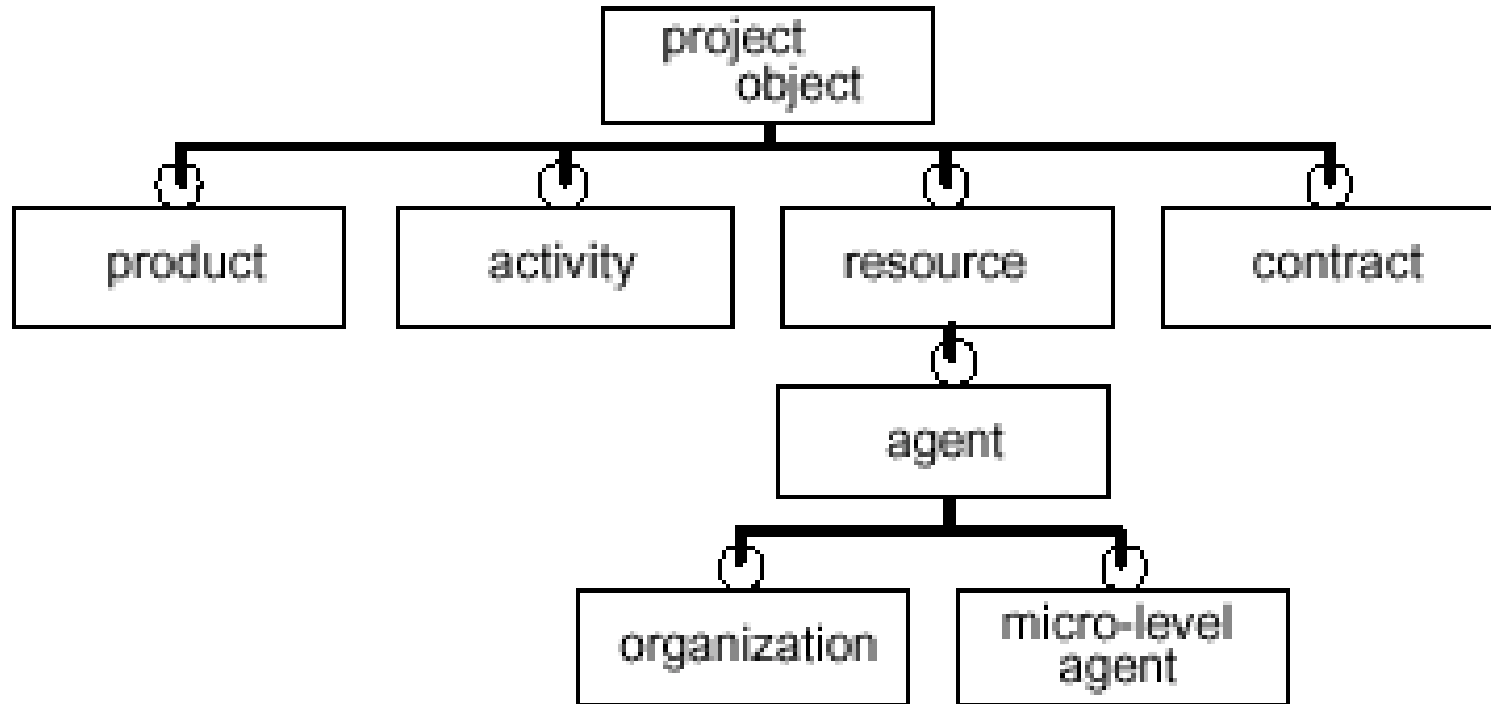 project
object
product
activity
resource
contract
agent
organization
micro-level
agent